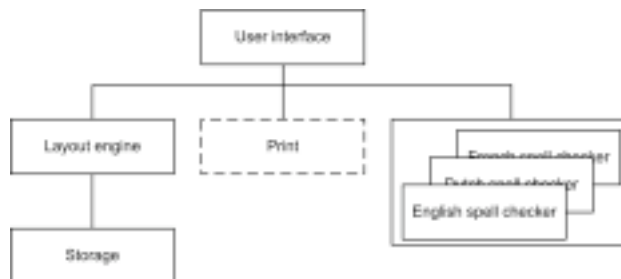 User interface
Layout engine
Print
French spell checker
Dutch spell checker
English spell checker
Storage